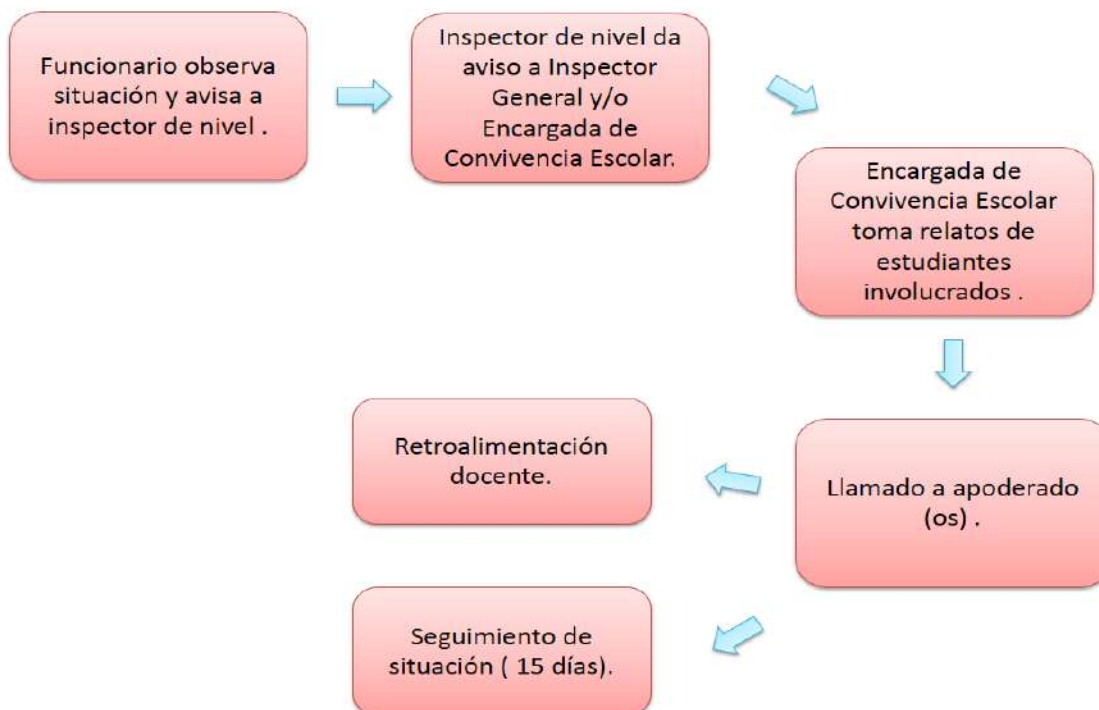 Funcionario observa
situación y avisa a
inspector de nivel .
Inspector de nivel da
aviso a Inspector
General y/o
Encargada de
Convivencia Escolar.
Encargada de
Convivencia Escolar
toma relatos de
estudiantes
involucrados .
Llamado a apoderado
(os) .
Retroalimentación
docente.
Seguimiento de
situación ( 15 días).